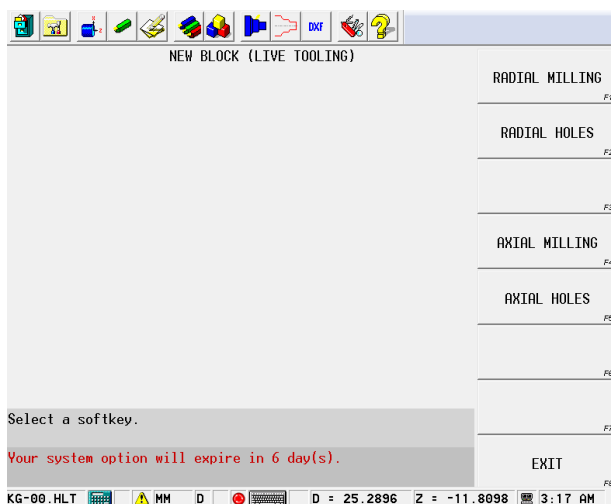 x
z
DXF
NEW BLOCK (LIVE TOOLING)
RADIAL MILLING
F1
RADIAL HOLES
F2
F3
AXIAL MILLING
F4
AXIAL HOLES
F5
F6
F7
Select a softkey.
Your system option will expire in 6 day(s).
EXIT
F8
KG-00.HLT MM D D = 25.2896 Z = -11.8098 3:17 AM